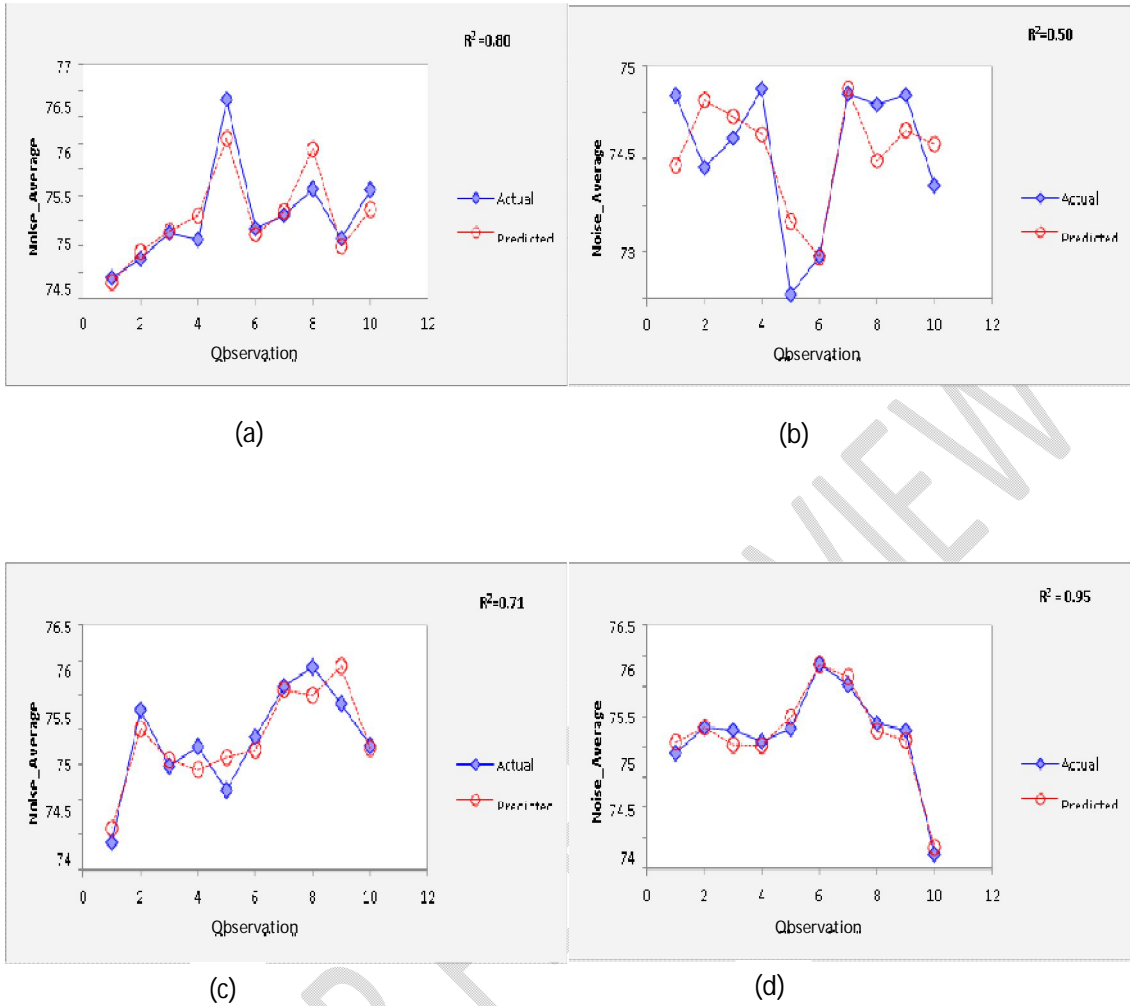 R²=0.80
77
76.5
76
75.5
75
74.5
Noise_Average
0 2 4 6 8 10 12
Observation
Actual
Predicted
(a)
R²=0.50
75
74.5
73
Noise_Average
0 2 4 6 8 10 12
Observation
Actual
Predicted
(b)
R²=0.71
76.5
76
75.5
75
74.5
74
Noise_Average
0 2 4 6 8 10 12
Observation
Actual
Predicted
(c)
R² = 0.95
76.5
76
75.5
75
74.5
74
Noise_Average
0 2 4 6 8 10 12
Observation
Actual
Predicted
(d)
VIEW